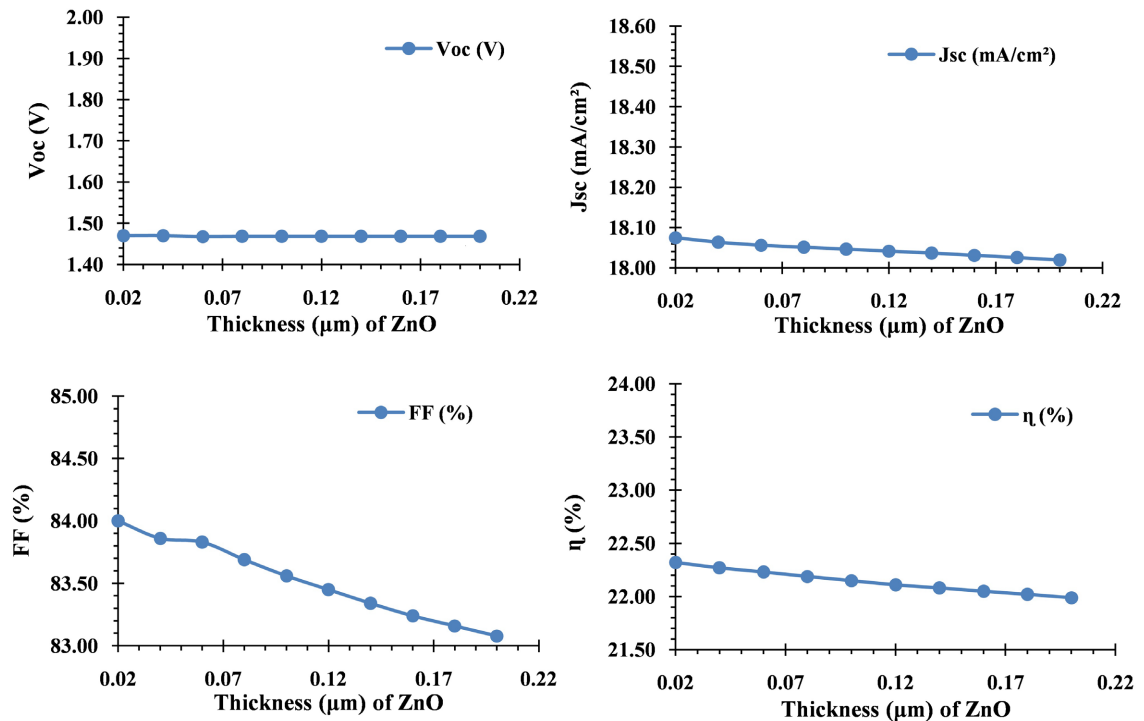 2.00
1.90
1.80
1.70
1.60
1.50
1.40
Voc (V)
Voc (V)
0.02 0.07 0.12 0.17 0.22
Thickness (µm) of ZnO
18.60
18.50
18.40
18.30
18.20
18.10
18.00
Jsc (mA/cm²)
Jsc (mA/cm²)
0.02 0.07 0.12 0.17 0.22
Thickness (µm) of ZnO
85.00
84.50
84.00
83.50
83.00
FF (%)
FF (%)
0.02 0.07 0.12 0.17 0.22
Thickness (µm) of ZnO
24.00
23.50
23.00
22.50
22.00
21.50
η (%)
η (%)
0.02 0.07 0.12 0.17 0.22
Thickness (µm) of ZnO